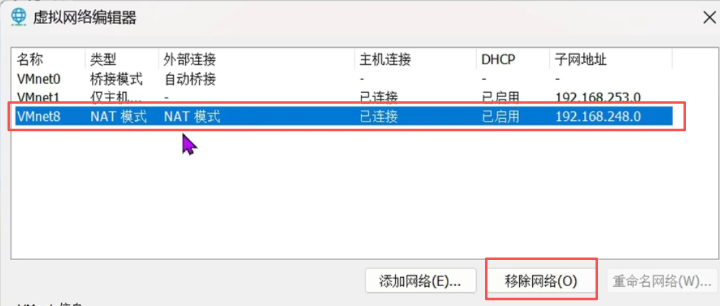 虚拟网络编辑器
名称 类型 外部连接 主机连接 DHCP 子网地址
VMnet0 桥接模式 自动桥接 - - -
VMnet1 仅主机... - 已连接 已启用 192.168.253.0
VMnet8 NAT 模式 NAT 模式 已连接 已启用 192.168.248.0
添加网络(E)... 移除网络(O) 重命名网络(W)...